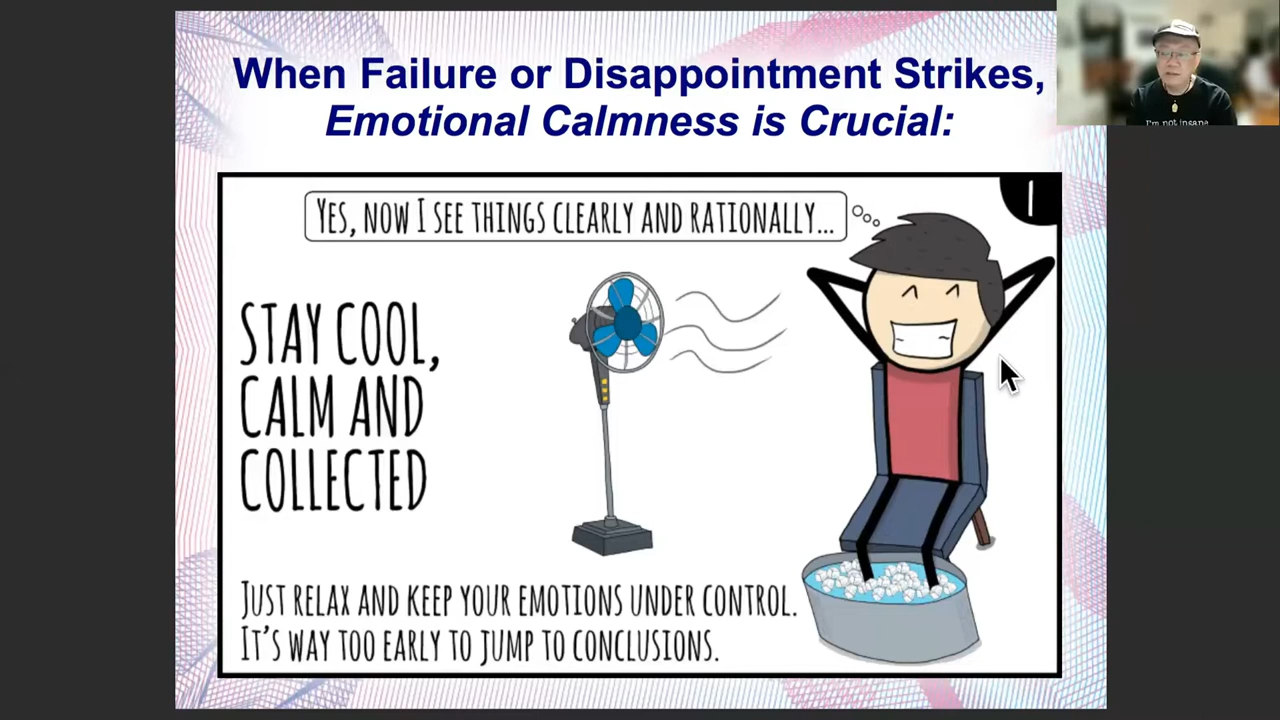 When Failure or Disappointment Strikes,
Emotional Calmness is Crucial:
1
YES, NOW I SEE THINGS CLEARLY AND RATIONALLY...
STAY COOL,
CALM AND
COLLECTED
JUST RELAX AND KEEP YOUR EMOTIONS UNDER CONTROL.
IT'S WAY TOO EARLY TO JUMP TO CONCLUSIONS.
I'm not insane